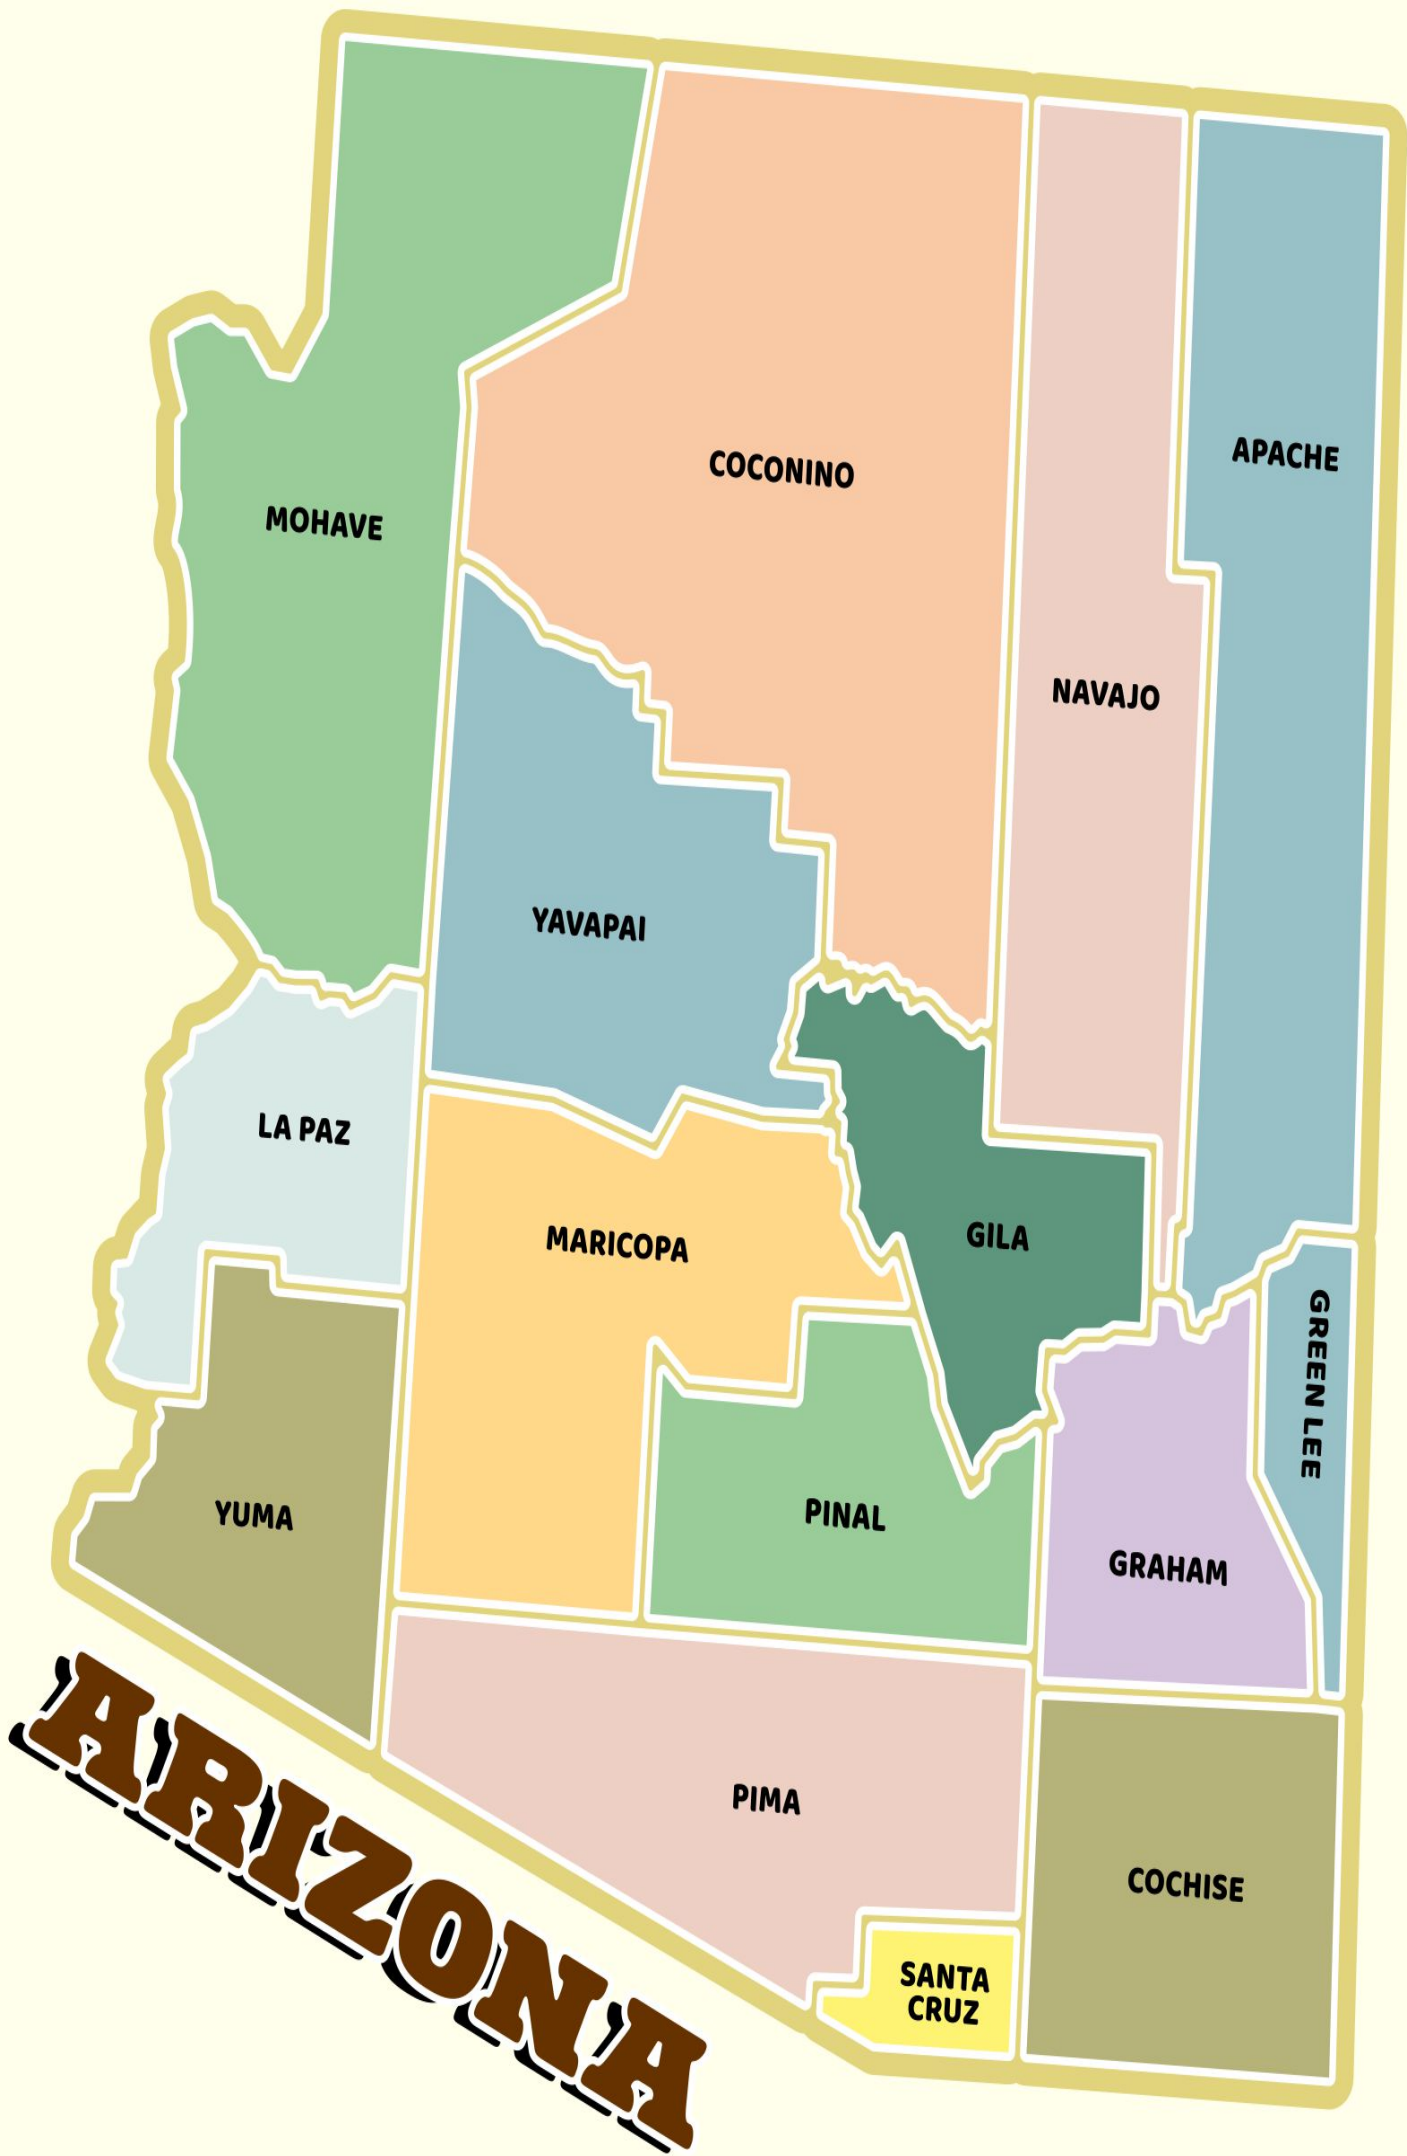 COCONINO
APACHE
MOHAVE
NAVAJO
YAVAPAI
LA PAZ
MARICOPA
GILA
GREEN LEE
YUMA
PINAL
GRAHAM
PIMA
COCHISE
SANTA
CRUZ
ARIZONA